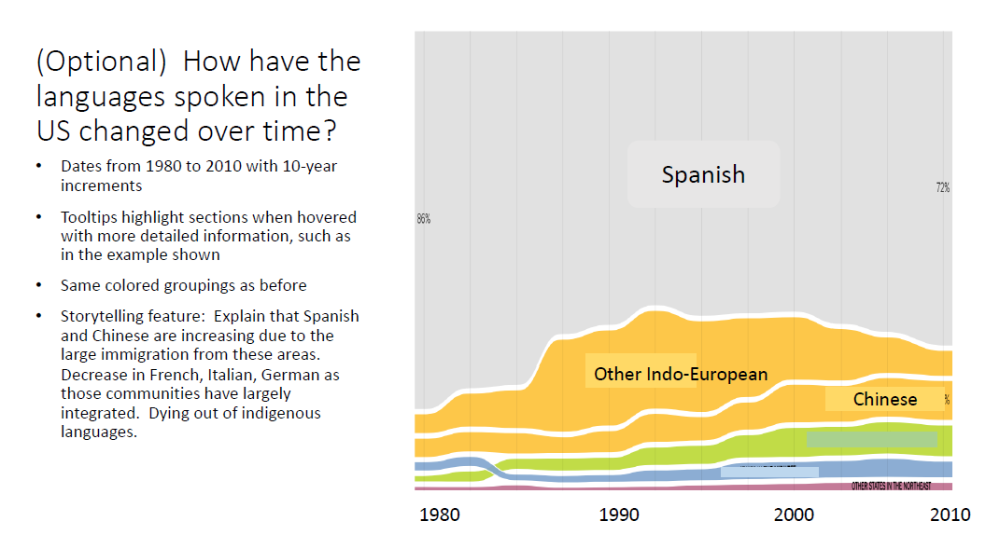 (Optional)  How have the
languages spoken in the
US changed over time?
• Dates from 1980 to 2010 with 10-year
increments
• Tooltips highlight sections when hovered
with more detailed information, such as
in the example shown
• Same colored groupings as before
• Storytelling feature:  Explain that Spanish
and Chinese are increasing due to the
large immigration from these areas.
Decrease in French, Italian, German as
those communities have largely
integrated.  Dying out of indigenous
languages.
Spanish
72%
86%
Other Indo-European
Chinese
%
OTHER STATES IN THE NORTHEAST
1980
1990
2000
2010